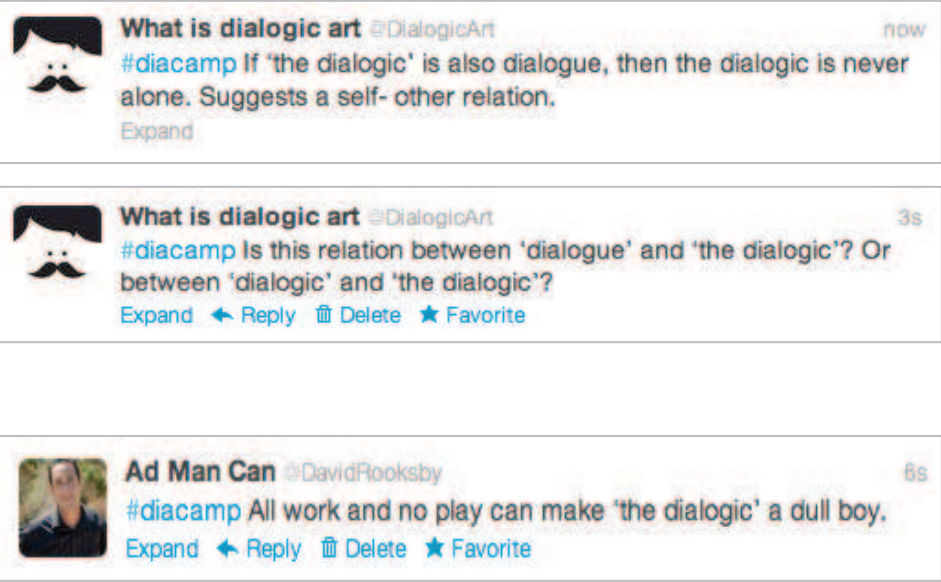 What is dialogic art @DialogicArt now
#diacamp If ‘the dialogic’ is also dialogue, then the dialogic is never
alone. Suggests a self- other relation.
Expand
What is dialogic art @DialogicArt 3s
#diacamp Is this relation between ‘dialogue’ and ‘the dialogic’? Or
between ‘dialogic’ and ‘the dialogic’?
Expand Reply Delete Favorite
Ad Man Can @DavidRooksby 6s
#diacamp All work and no play can make ‘the dialogic’ a dull boy.
Expand Reply Delete Favorite